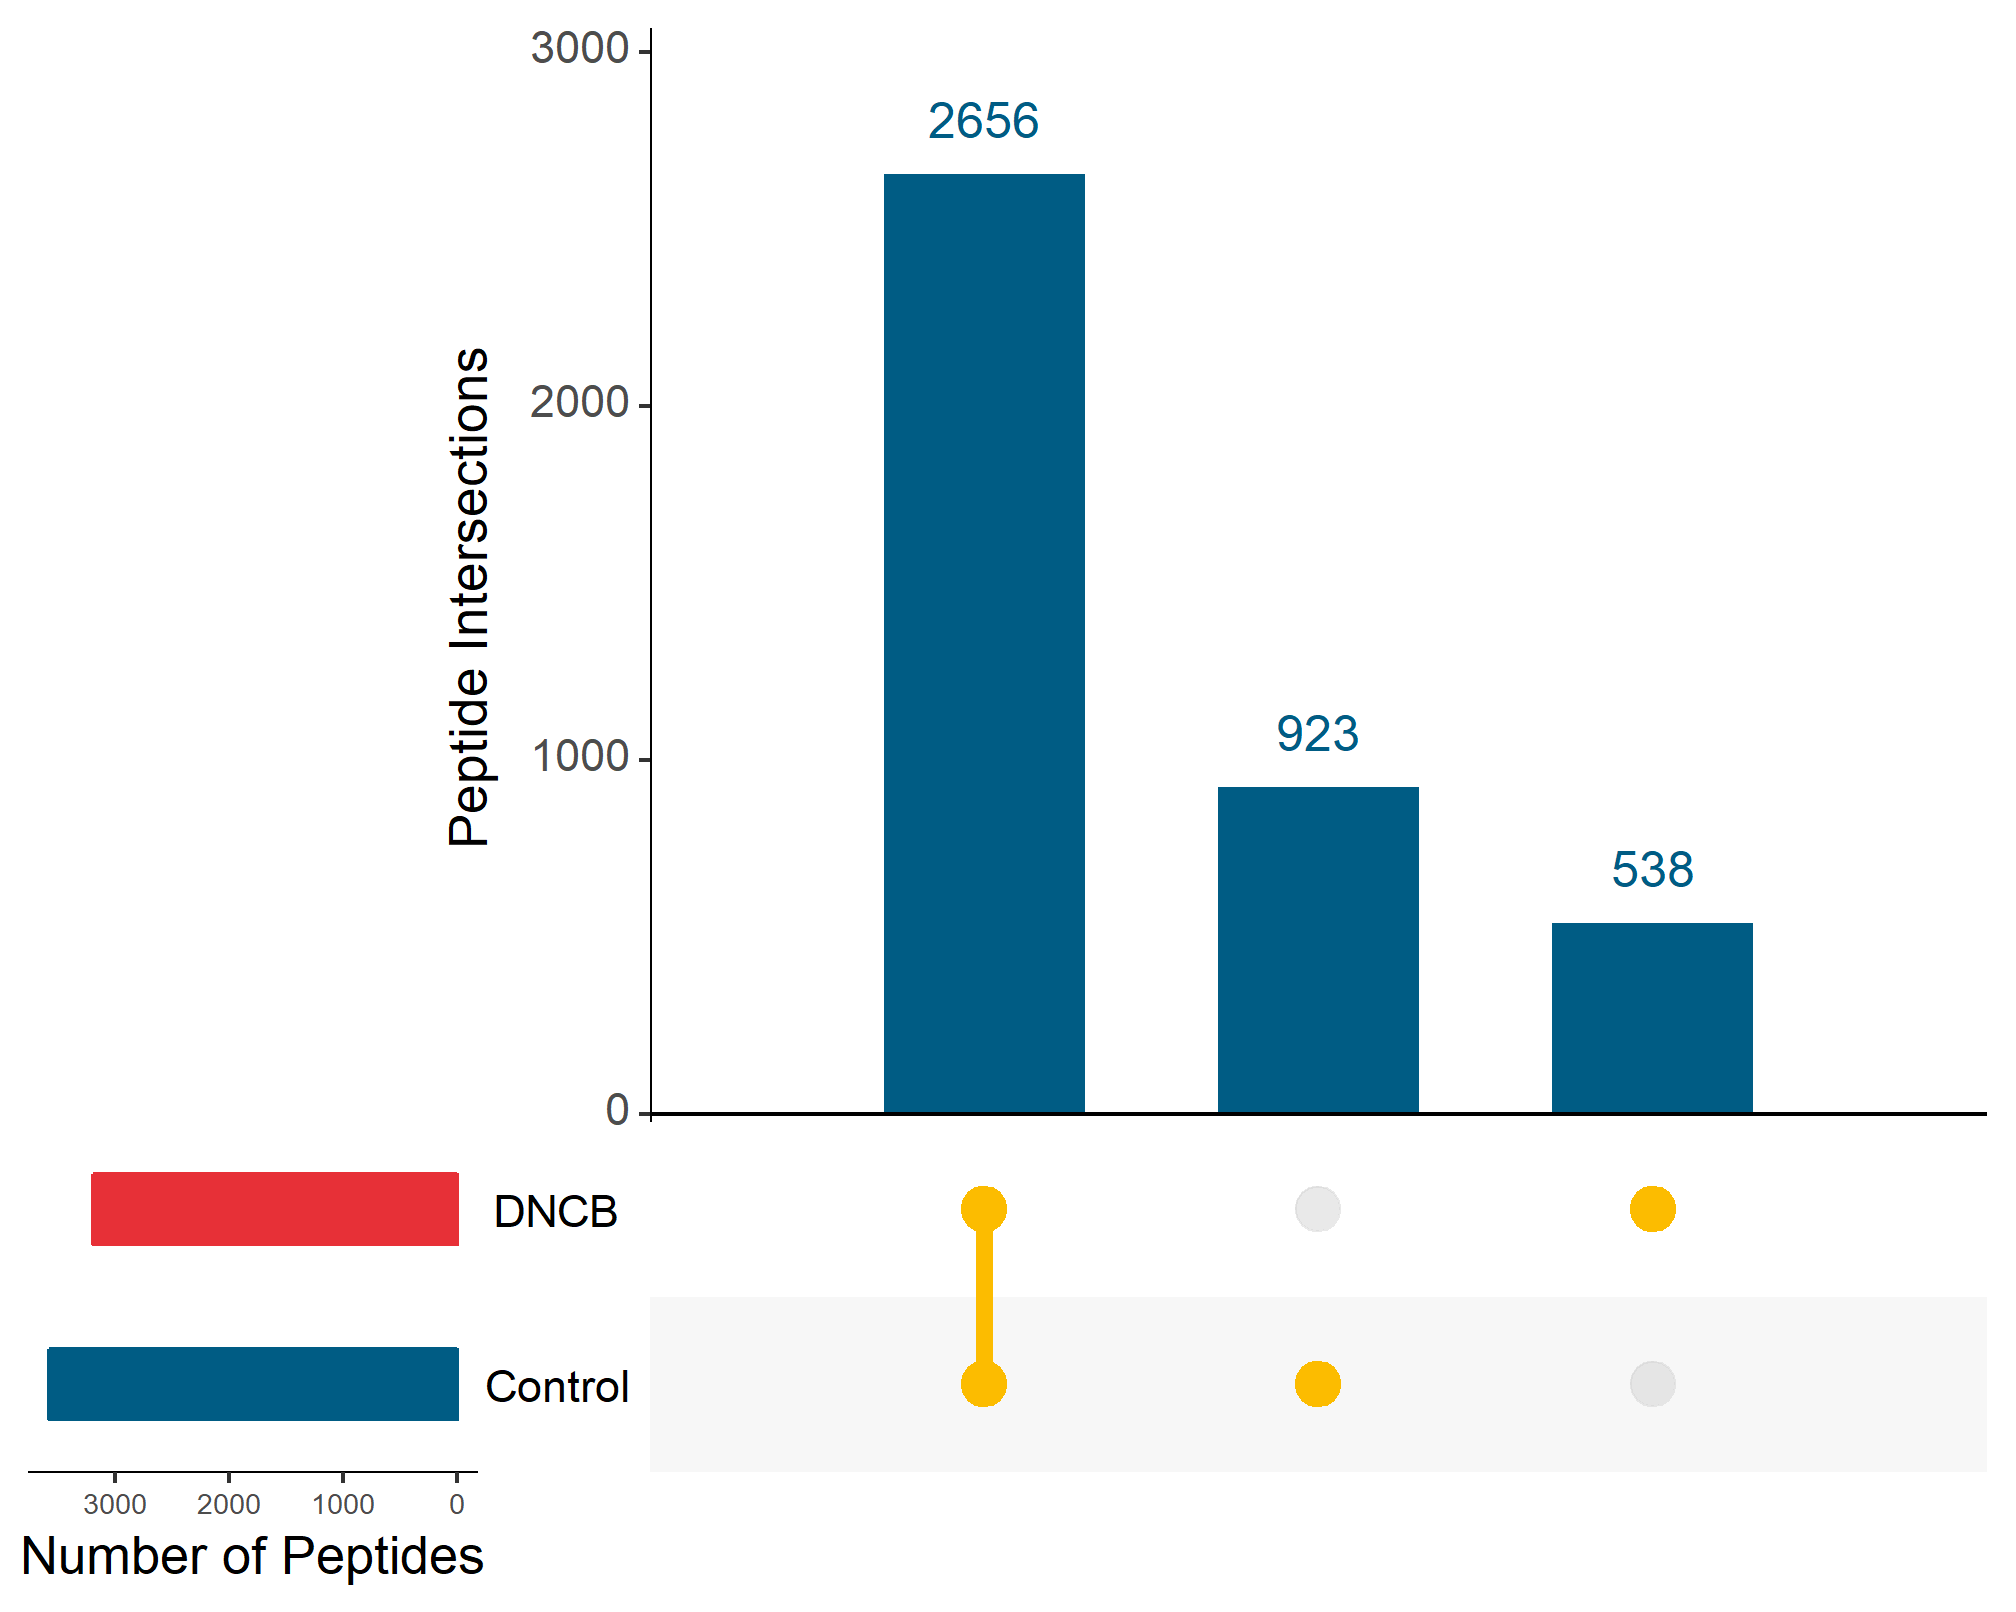 3000
2000
1000
0
Peptide Intersections
2656
923
538
DNCB
Control
3000 2000 1000 0
Number of Peptides